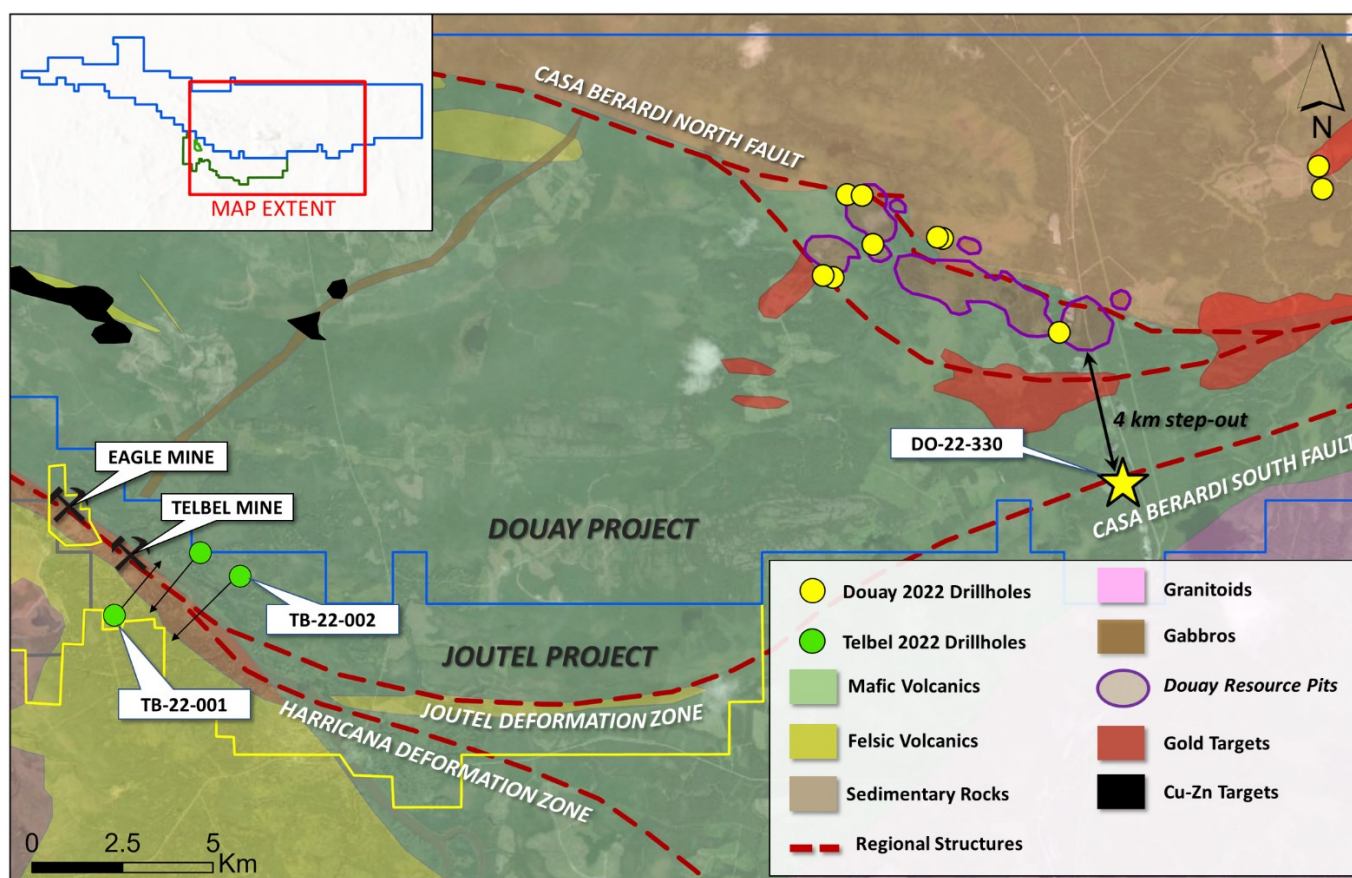 MAP EXTENT
CASA BERARDI NORTH FAULT
N
4 km step-out
DO-22-330
CASA BERARDI SOUTH FAULT
EAGLE MINE
TELBEL MINE
DOUAY PROJECT
TB-22-002
JOUTEL PROJECT
TB-22-001
JOUTEL DEFORMATION ZONE
HARRICANA DEFORMATION ZONE
Douay 2022 Drillholes
Telbel 2022 Drillholes
Mafic Volcanics
Felsic Volcanics
Sedimentary Rocks
Regional Structures
Granitoids
Gabbros
Douay Resource Pits
Gold Targets
Cu-Zn Targets
0 2.5 5
Km